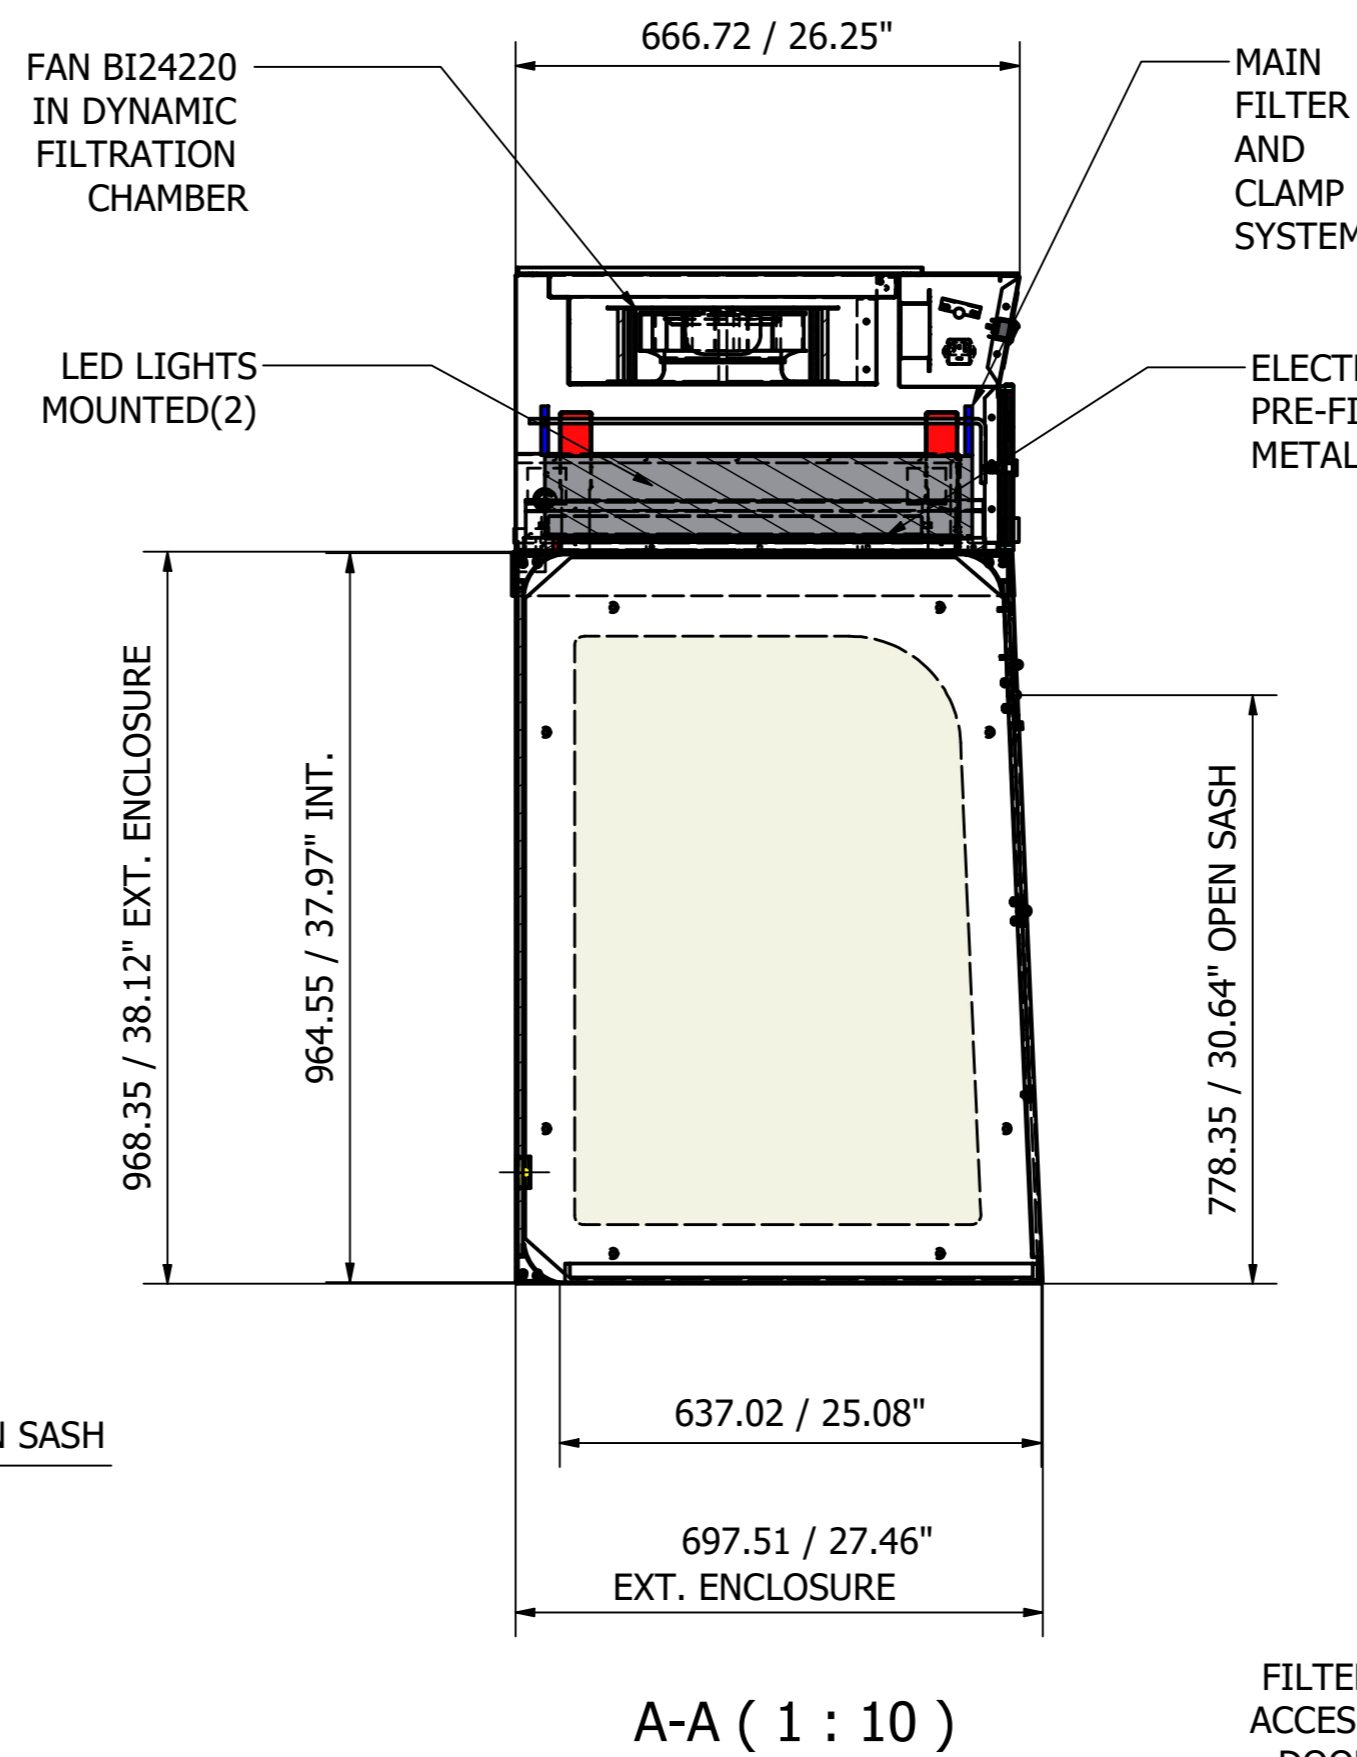 666.72 / 26.25"
FAN BI24220
IN DYNAMIC
FILTRATION
CHAMBER
MAIN
FILTER
AND
CLAMP
SYSTEM
LED LIGHTS
MOUNTED(2)
METAL
968.35 / 38.12" EXT. ENCLOSURE
964.55 / 37.97" INT.
778.35 / 30.64" OPEN SASH
SASH
637.02 / 25.08"
697.51 / 27.46"
EXT. ENCLOSURE
A-A ( 1 : 10 )